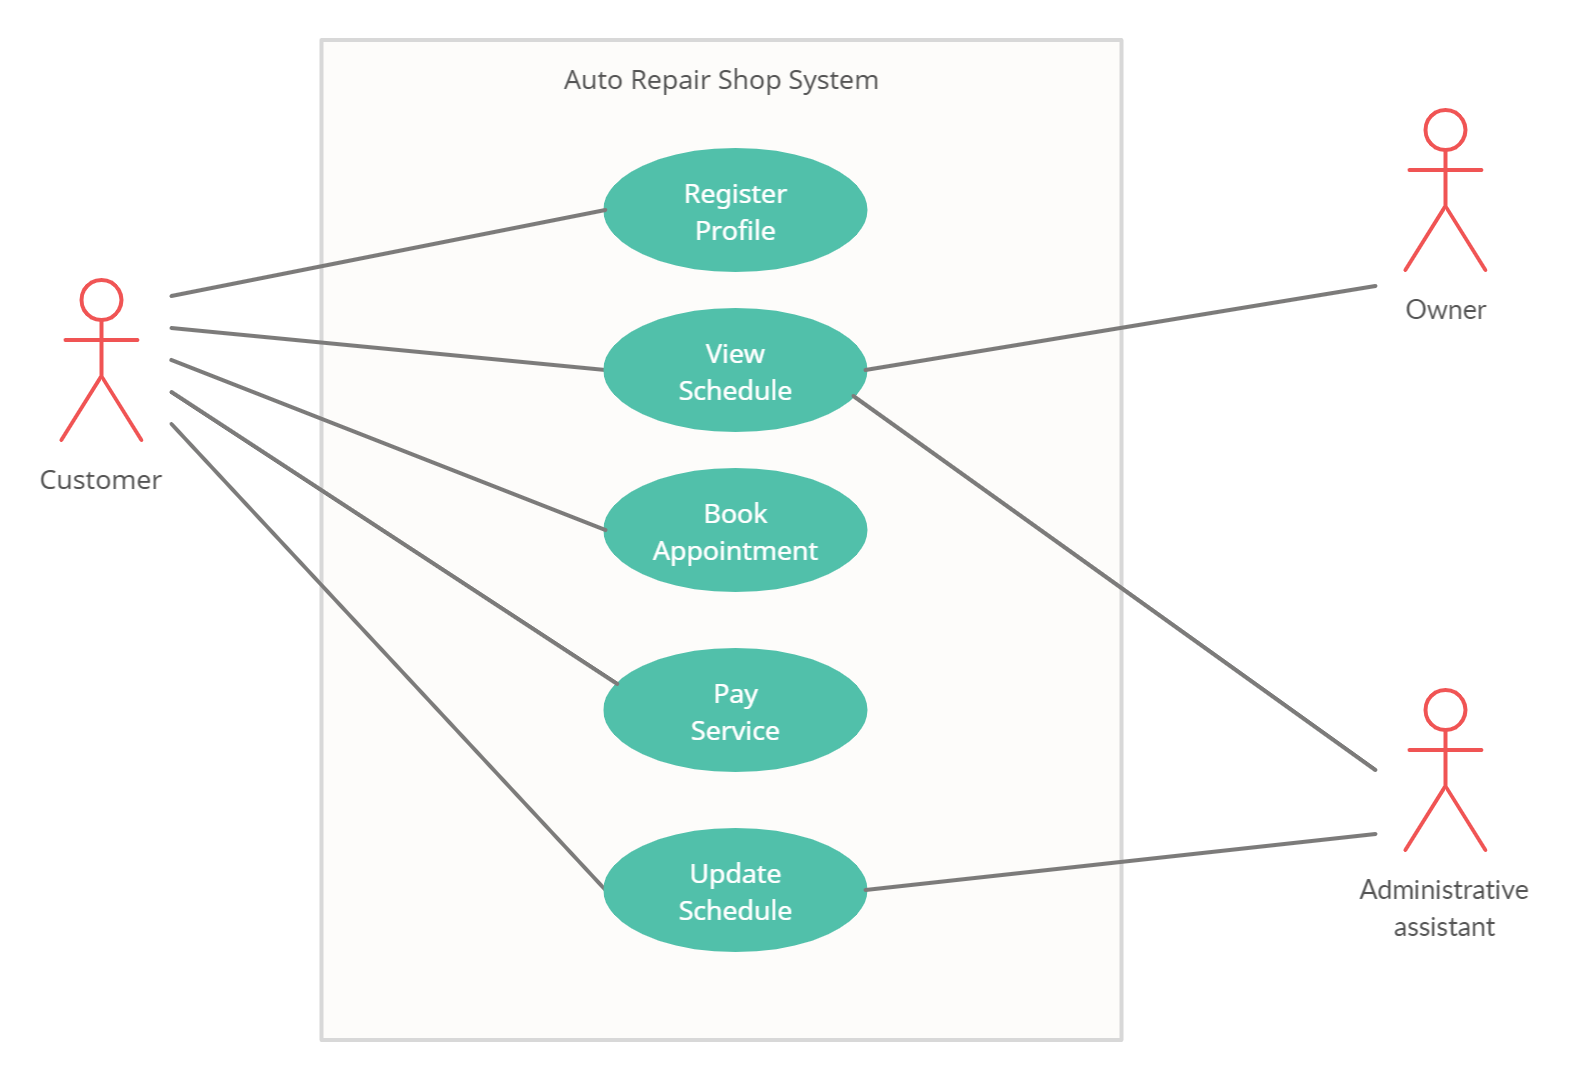 Auto Repair Shop System
Register
Profile
Owner
View
Schedule
Customer
Book
Appointment
Pay
Service
Update
Schedule
Administrative
assistant